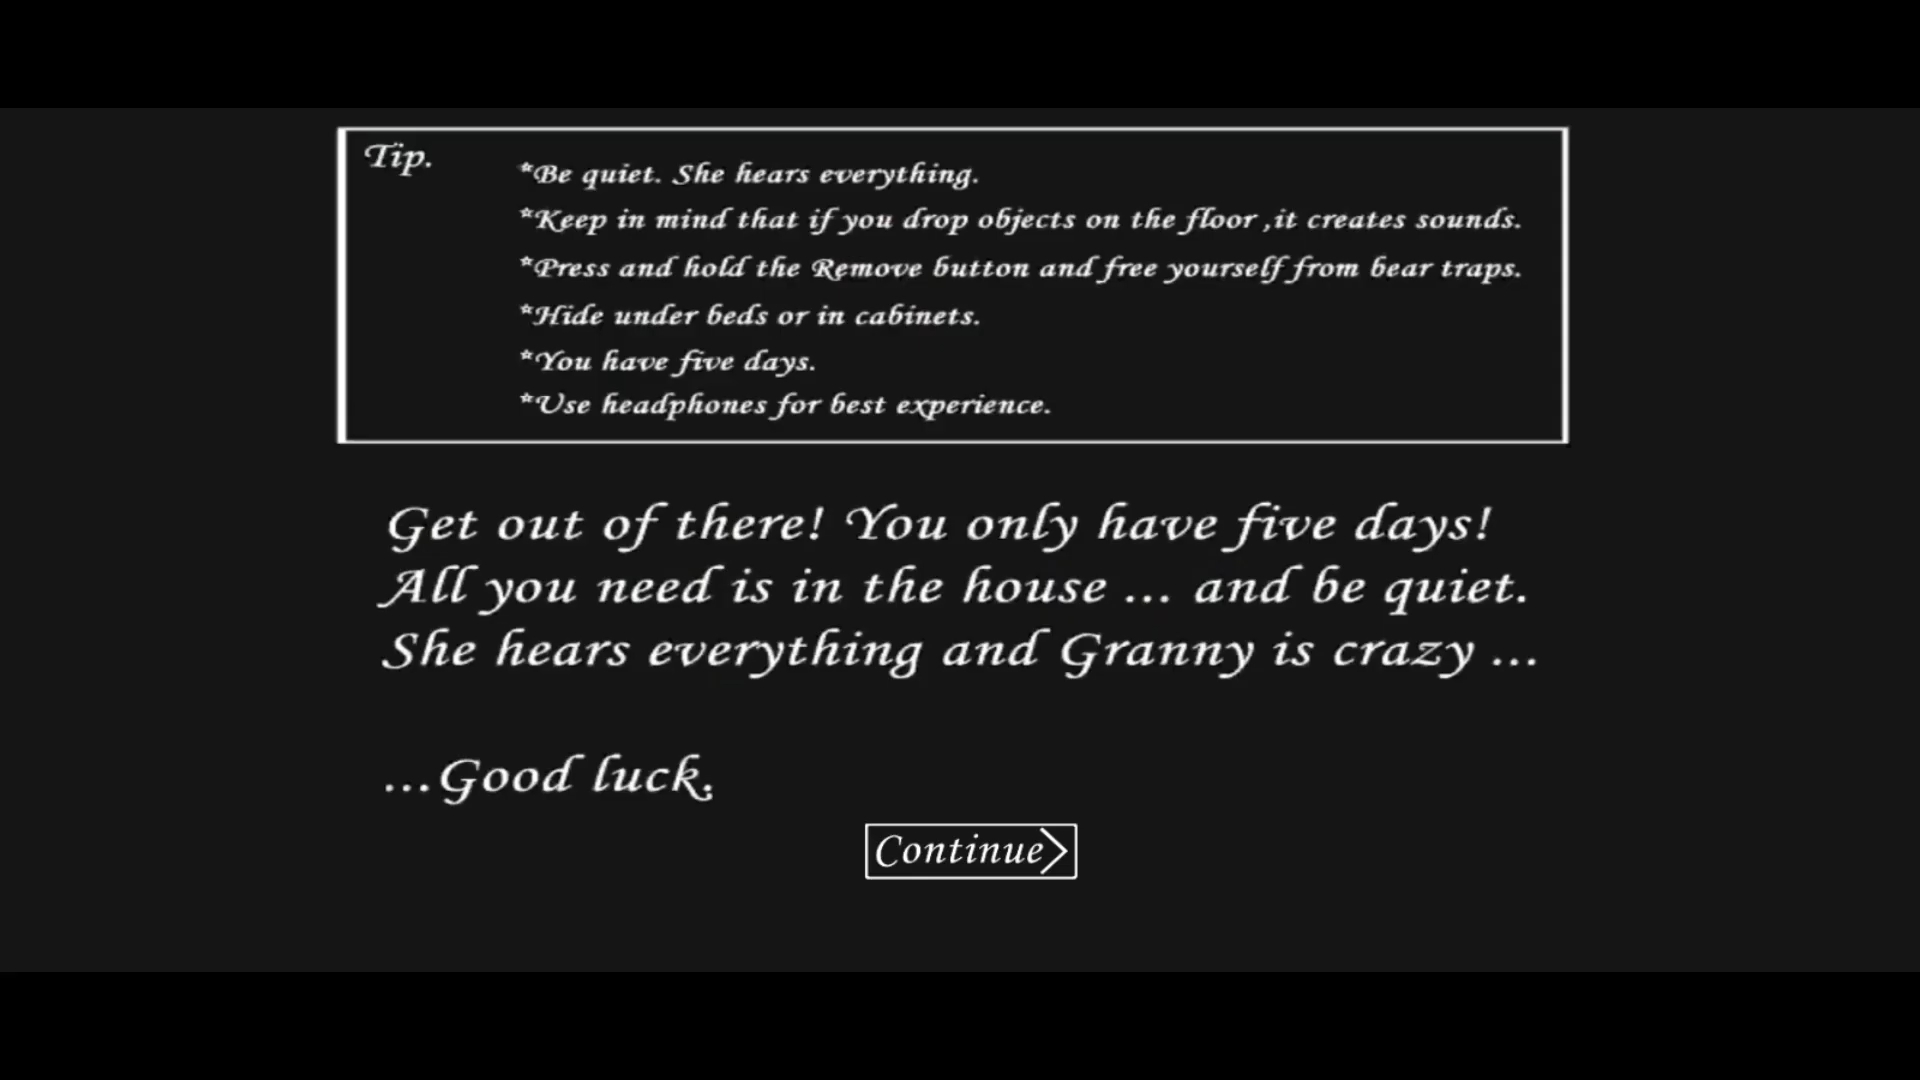 Tip.
*Be quiet. She hears everything.
*Keep in mind that if you drop objects on the floor ,it creates sounds.
*Press and hold the Remove button and free yourself from bear traps.
*Hide under beds or in cabinets.
*You have five days.
*Use headphones for best experience.
Get out of there! You only have five days!
All you need is in the house ... and be quiet.
She hears everything and Granny is crazy ...
...Good luck.
Continue>